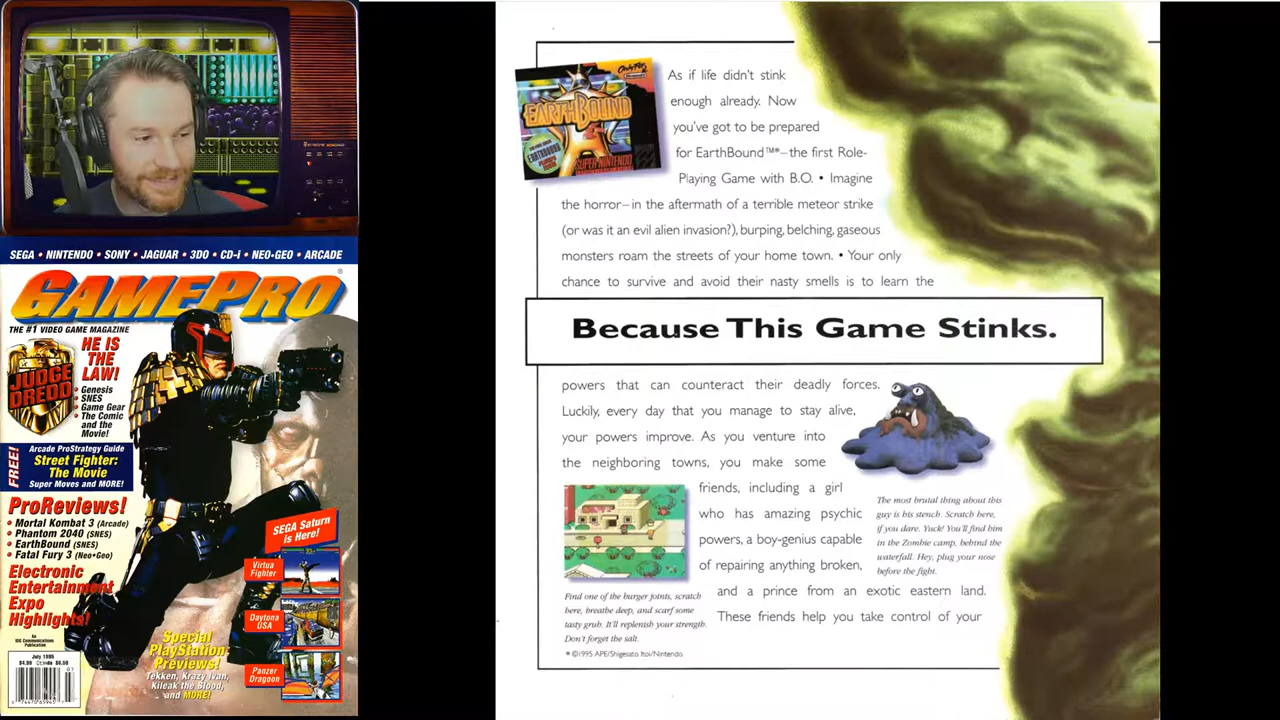 SEGA • NINTENDO • SONY • JAGUAR • 3DO • CD-i • NEO-GEO • ARCADE
GAMEPRO
THE #1 VIDEO GAME MAGAZINE
JUDGE
DREDD
HE IS
THE
LAW!
• Genesis
• SNES
• Game Gear
• The Comic
and the
Movie!
FREE!
Arcade ProStrategy Guide
Street Fighter:
The Movie
Super Moves and MORE!
ProReviews!
• Mortal Kombat 3 (Arcade)
• Phantom 2040 (SNES)
• EarthBound (SNES)
• Fatal Fury 3 (Neo•Geo)
Electronic
Entertainment
Expo
Highlights!
An
IDG Communications
Publication
July 1995
SEGA Saturn
is Here!
Virtua
Fighter
Daytona
USA
Panzer
Dragoon
Special
PlayStation
Previews!
Tekken, Krazy Ivan,
Kileak the Blood,
and MORE!
EARTHBOUND
SUPER NINTENDO
As if life didn't stink
enough already. Now
you've got to be prepared
for EarthBound™*–the first Role-
Playing Game with B.O. • Imagine
the horror–in the aftermath of a terrible meteor strike
(or was it an evil alien invasion?), burping, belching, gaseous
monsters roam the streets of your home town. • Your only
chance to survive and avoid their nasty smells is to learn the
Because This Game Stinks.
powers that can counteract their deadly forces.
Luckily, every day that you manage to stay alive,
your powers improve. As you venture into
the neighboring towns, you make some
friends, including a girl
who has amazing psychic
powers, a boy-genius capable
of repairing anything broken,
and a prince from an exotic eastern land.
These friends help you take control of your
The most brutal thing about this
guy is his stench. Scratch here,
if you dare. Yuck! You'll find him
in the Zombie camp, behind the
waterfall. Hey, plug your nose
before the fight.
Find one of the burger joints, scratch
here, breathe deep, and scarf some
tasty grub. It'll replenish your strength.
Don't forget the salt.
* ©1995 APE/Shigesato Itoi/Nintendo.